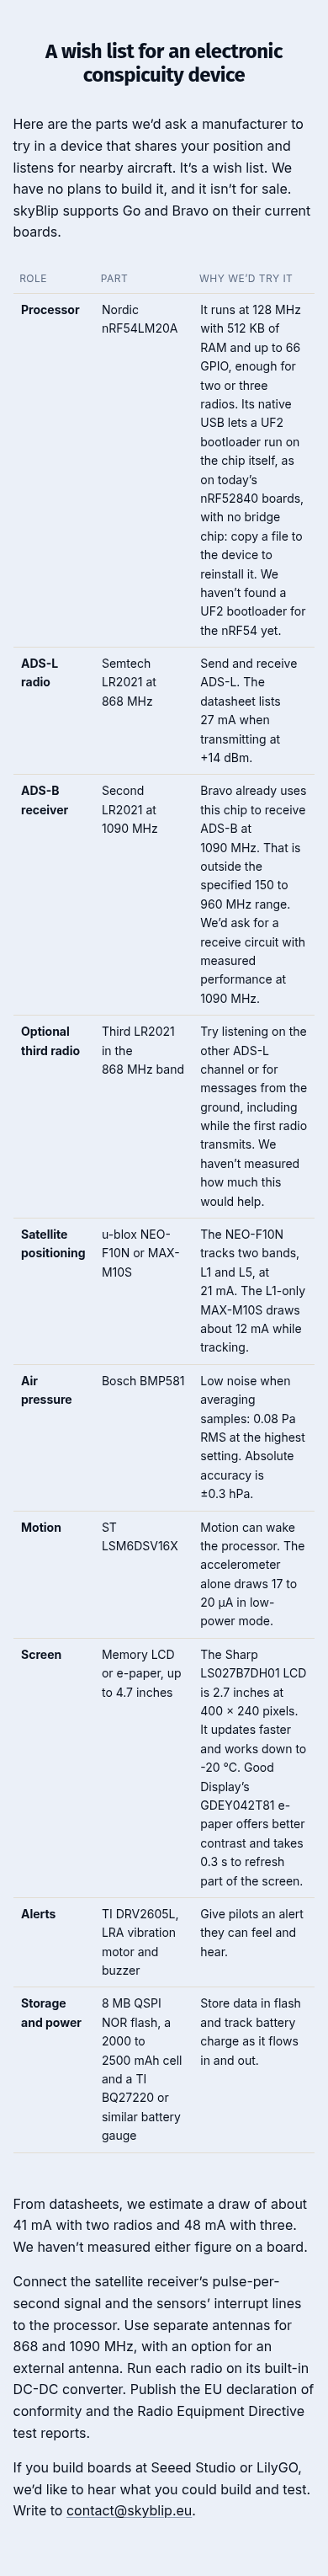 A wish list for an electronic
conspicuity device
Here are the parts we’d ask a manufacturer to
try in a device that shares your position and
listens for nearby aircraft. It’s a wish list. We
have no plans to build it, and it isn’t for sale.
skyBlip supports Go and Bravo on their current
boards.
ROLE PART WHY WE’D TRY IT
Processor Nordic It runs at 128 MHz
nRF54LM20A with 512 KB of
RAM and up to 66
GPIO, enough for
two or three
radios. Its native
USB lets a UF2
bootloader run on
the chip itself, as
on today’s
nRF52840 boards,
with no bridge
chip: copy a file to
the device to
reinstall it. We
haven’t found a
UF2 bootloader for
the nRF54 yet.
ADS-L Semtech Send and receive
radio LR2021 at ADS-L. The
868 MHz datasheet lists
27 mA when
transmitting at
+14 dBm.
ADS-B Second Bravo already uses
receiver LR2021 at this chip to receive
1090 MHz ADS-B at
1090 MHz. That is
outside the
specified 150 to
960 MHz range.
We’d ask for a
receive circuit with
measured
performance at
1090 MHz.
Optional Third LR2021 Try listening on the
third radio in the other ADS-L
868 MHz band channel or for
messages from the
ground, including
while the first radio
transmits. We
haven’t measured
how much this
would help.
Satellite u-blox NEO- The NEO-F10N
positioning F10N or MAX- tracks two bands,
M10S L1 and L5, at
21 mA. The L1-only
MAX-M10S draws
about 12 mA while
tracking.
Air Bosch BMP581 Low noise when
pressure averaging
samples: 0.08 Pa
RMS at the highest
setting. Absolute
accuracy is
±0.3 hPa.
Motion ST Motion can wake
LSM6DSV16X the processor. The
accelerometer
alone draws 17 to
20 µA in low-
power mode.
Screen Memory LCD The Sharp
or e-paper, up LS027B7DH01 LCD
to 4.7 inches is 2.7 inches at
400 × 240 pixels.
It updates faster
and works down to
-20 °C. Good
Display’s
GDEY042T81 e-
paper offers better
contrast and takes
0.3 s to refresh
part of the screen.
Alerts TI DRV2605L, Give pilots an alert
LRA vibration they can feel and
motor and hear.
buzzer
Storage 8 MB QSPI Store data in flash
and power NOR flash, a and track battery
2000 to charge as it flows
2500 mAh cell in and out.
and a TI
BQ27220 or
similar battery
gauge
From datasheets, we estimate a draw of about
41 mA with two radios and 48 mA with three.
We haven’t measured either figure on a board.
Connect the satellite receiver’s pulse-per-
second signal and the sensors’ interrupt lines
to the processor. Use separate antennas for
868 and 1090 MHz, with an option for an
external antenna. Run each radio on its built-in
DC-DC converter. Publish the EU declaration of
conformity and the Radio Equipment Directive
test reports.
If you build boards at Seeed Studio or LilyGO,
we’d like to hear what you could build and test.
Write to contact@skyblip.eu.